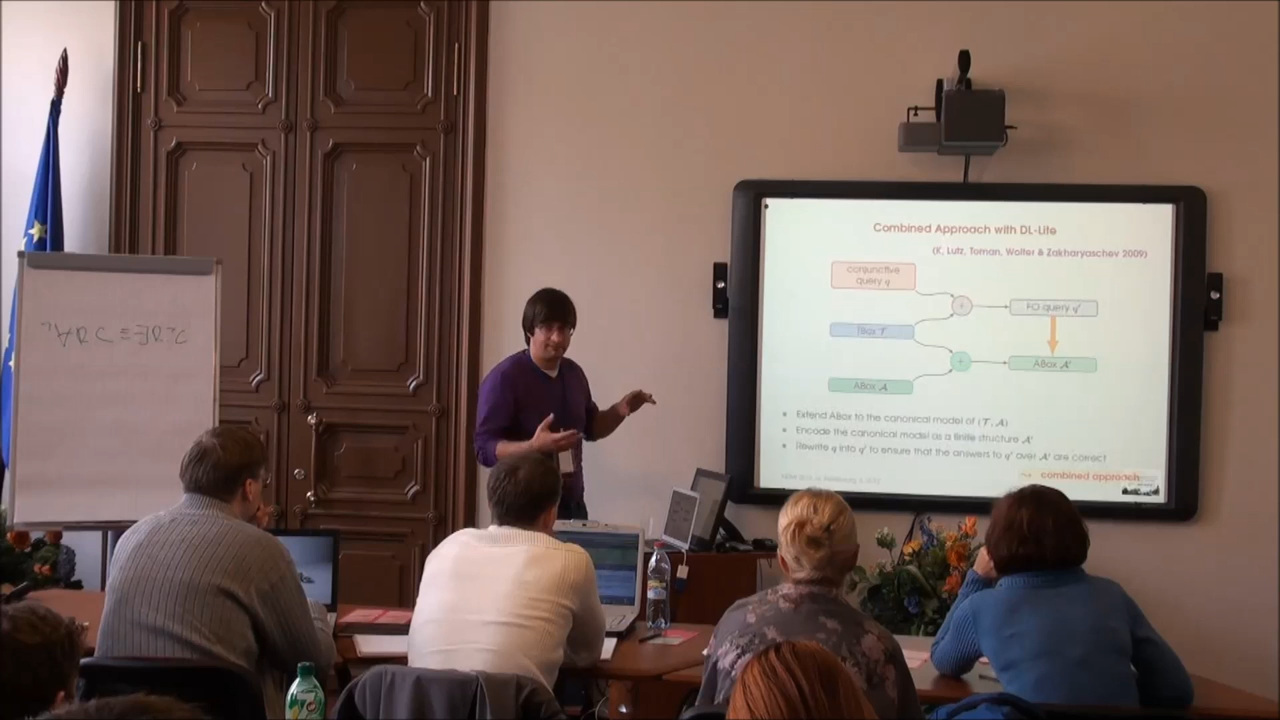 Combined Approach with DL-Lite
(K, Lutz, Toman, Wolter & Zakharyaschev 2009)
conjunctive
query q
+
FO query q'
TBox T
+
ABox A'
ABox A
• Extend ABox to the canonical model of (T, A)
• Encode the canonical model as a finite structure A'
• Rewrite q into q' to ensure that the answers to q' over A' are correct
combined approach
7